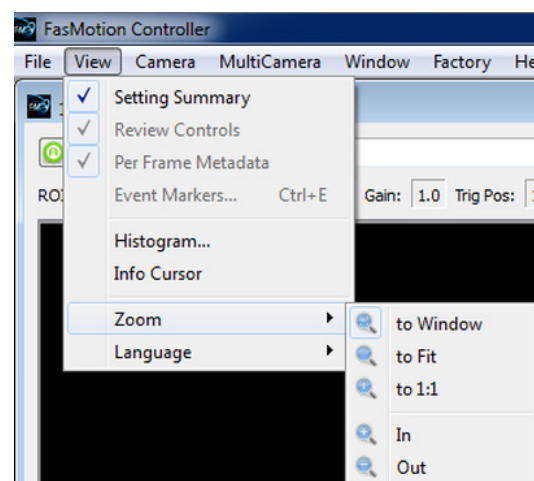 FasMotion Controller
File View Camera MultiCamera Window Factory
Setting Summary
Review Controls
Per Frame Metadata
Event Markers... Ctrl+E
Gain: 1.0 Trig Pos:
Histogram...
Info Cursor
Zoom
Language
to Window
to Fit
to 1:1
In
Out